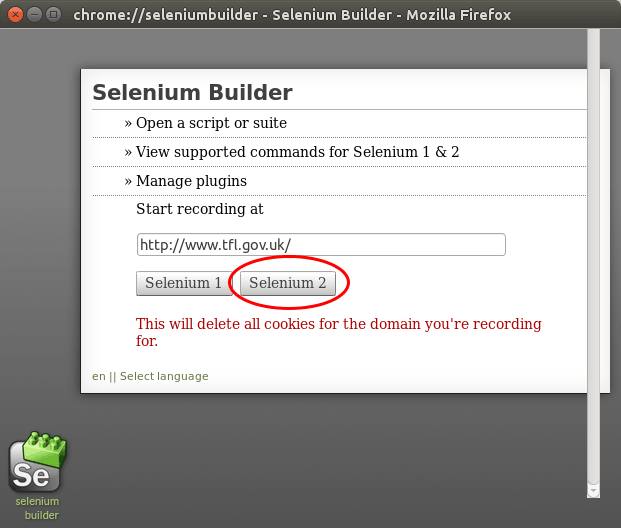 chrome://seleniumbuilder - Selenium Builder - Mozilla Firefox
Selenium Builder
» Open a script or suite
» View supported commands for Selenium 1 & 2
» Manage plugins
Start recording at
http://www.tfl.gov.uk/
Selenium 1 Selenium 2
This will delete all cookies for the domain you're recording
for.
en || Select language
Se
selenium
builder